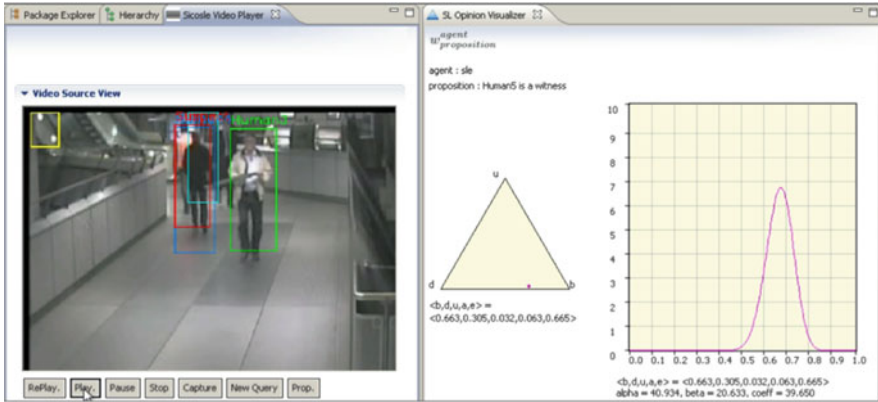 Package Explorer Hierarchy Sicosle Video Player
Video Source View
Human5
RePlay. Play. Pause Stop Capture New Query Prop.
SL Opinion Visualizer
w agent proposition
agent : sle
proposition : Human5 is a witness
u
d b
<b,d,u,a,e> =
<0.663,0.305,0.032,0.063,0.665>
10
9
8
7
6
5
4
3
2
1
0
0.0 0.1 0.2 0.3 0.4 0.5 0.6 0.7 0.8 0.9 1.0
<b,d,u,a,e> = <0.663,0.305,0.032,0.063,0.665>
alpha = 40.934, beta = 20.633, coeff = 39.650